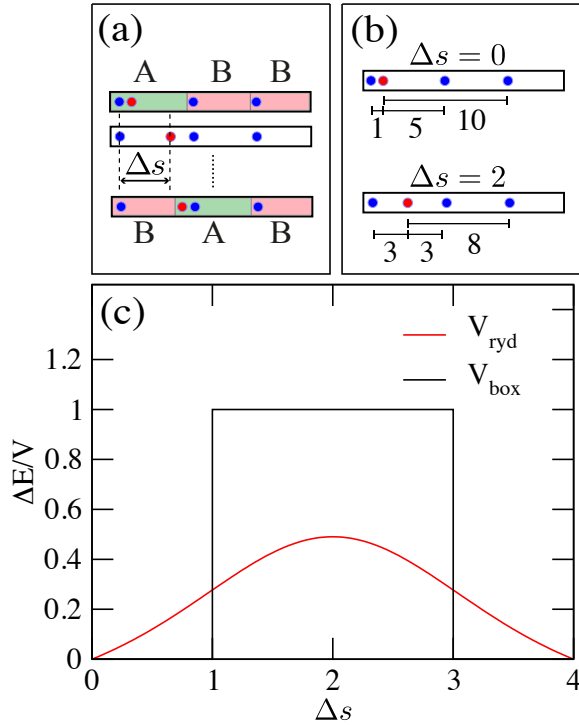 (a)
A B B
Δs
B A B
(b)
Δs = 0
1 5 10
Δs = 2
3 3 8
(c)
V_ryd
V_box
ΔE/V
1.2
1
0.8
0.6
0.4
0.2
0
0 1 2 3 4
Δs